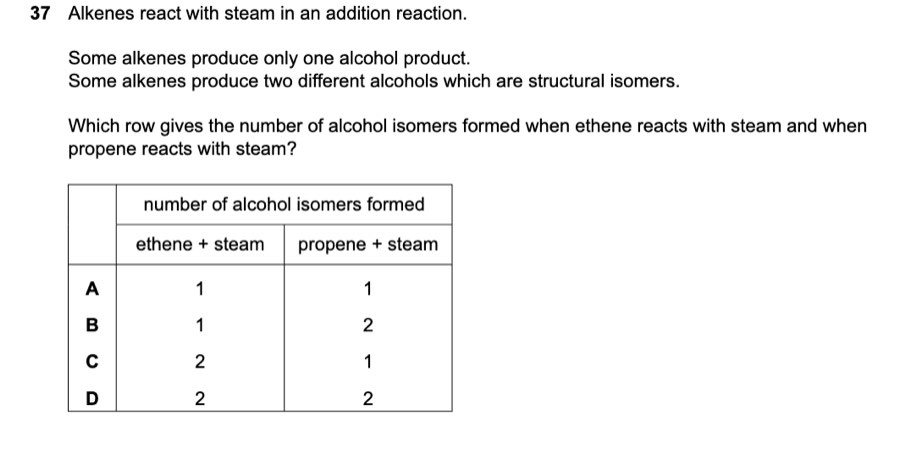 37 Alkenes react with steam in an addition reaction.
Some alkenes produce only one alcohol product.
Some alkenes produce two different alcohols which are structural isomers.
Which row gives the number of alcohol isomers formed when ethene reacts with steam and when
propene reacts with steam?
number of alcohol isomers formed
ethene + steam propene + steam
A 1 1
B 1 2
C 2 1
D 2 2